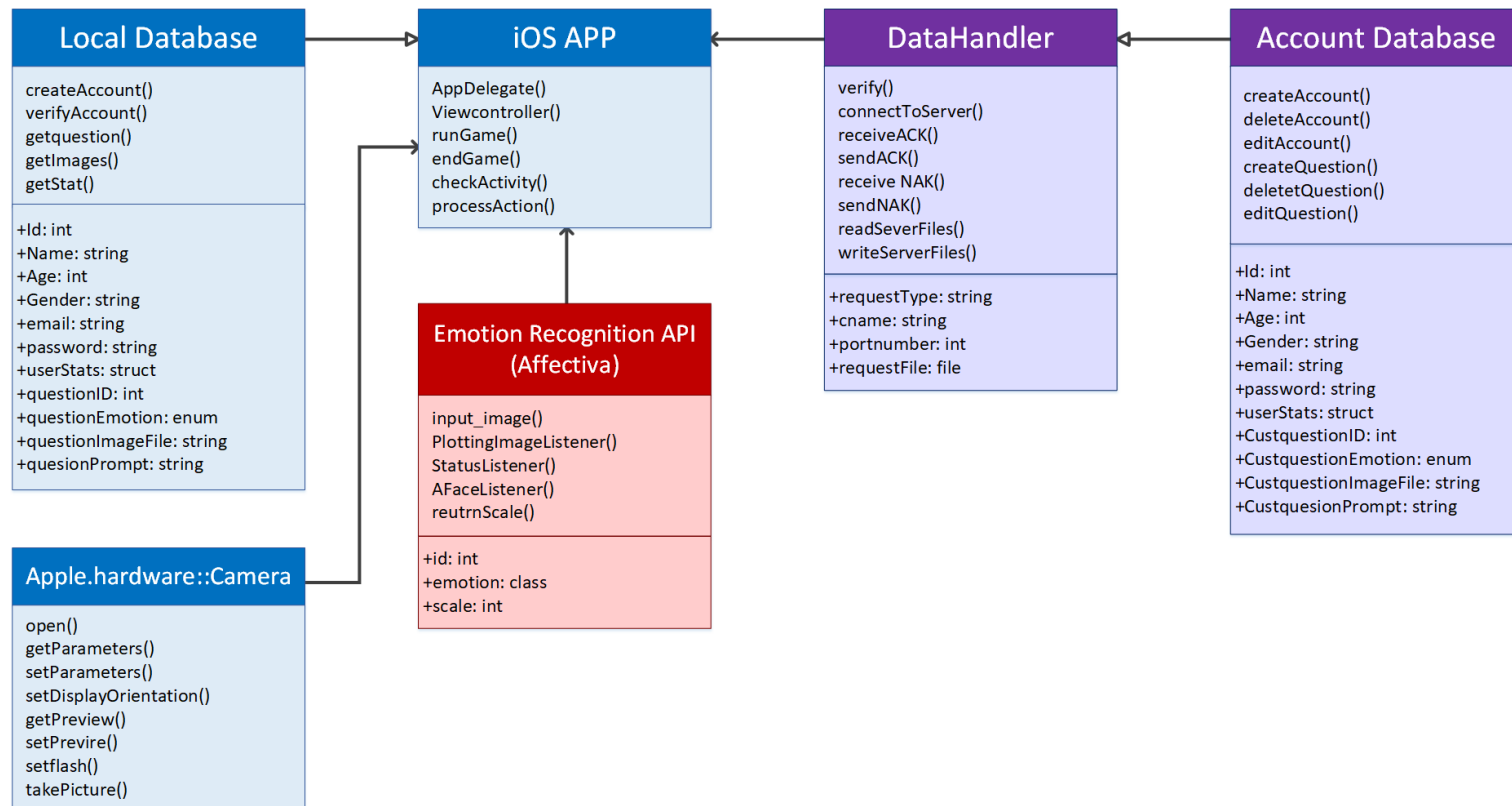 Local Database
createAccount()
verifyAccount()
getquestion()
getImages()
getStat()
+Id: int
+Name: string
+Age: int
+Gender: string
+email: string
+password: string
+userStats: struct
+questionID: int
+questionEmotion: enum
+questionImageFile: string
+quesionPrompt: string
iOS APP
AppDelegate()
Viewcontroller()
runGame()
endGame()
checkActivity()
processAction()
DataHandler
verify()
connectToServer()
receiveACK()
sendACK()
receive NAK()
sendNAK()
readSeverFiles()
writeServerFiles()
+requestType: string
+cname: string
+portnumber: int
+requestFile: file
Account Database
createAccount()
deleteAccount()
editAccount()
createQuestion()
deletetQuestion()
editQuestion()
+Id: int
+Name: string
+Age: int
+Gender: string
+email: string
+password: string
+userStats: struct
+CustquestionID: int
+CustquestionEmotion: enum
+CustquestionImageFile: string
+CustquesionPrompt: string
Emotion Recognition API
(Affectiva)
input_image()
PlottingImageListener()
StatusListener()
AFaceListener()
reutrnScale()
+id: int
+emotion: class
+scale: int
Apple.hardware::Camera
open()
getParameters()
setParameters()
setDisplayOrientation()
getPreview()
setPrevire()
setflash()
takePicture()